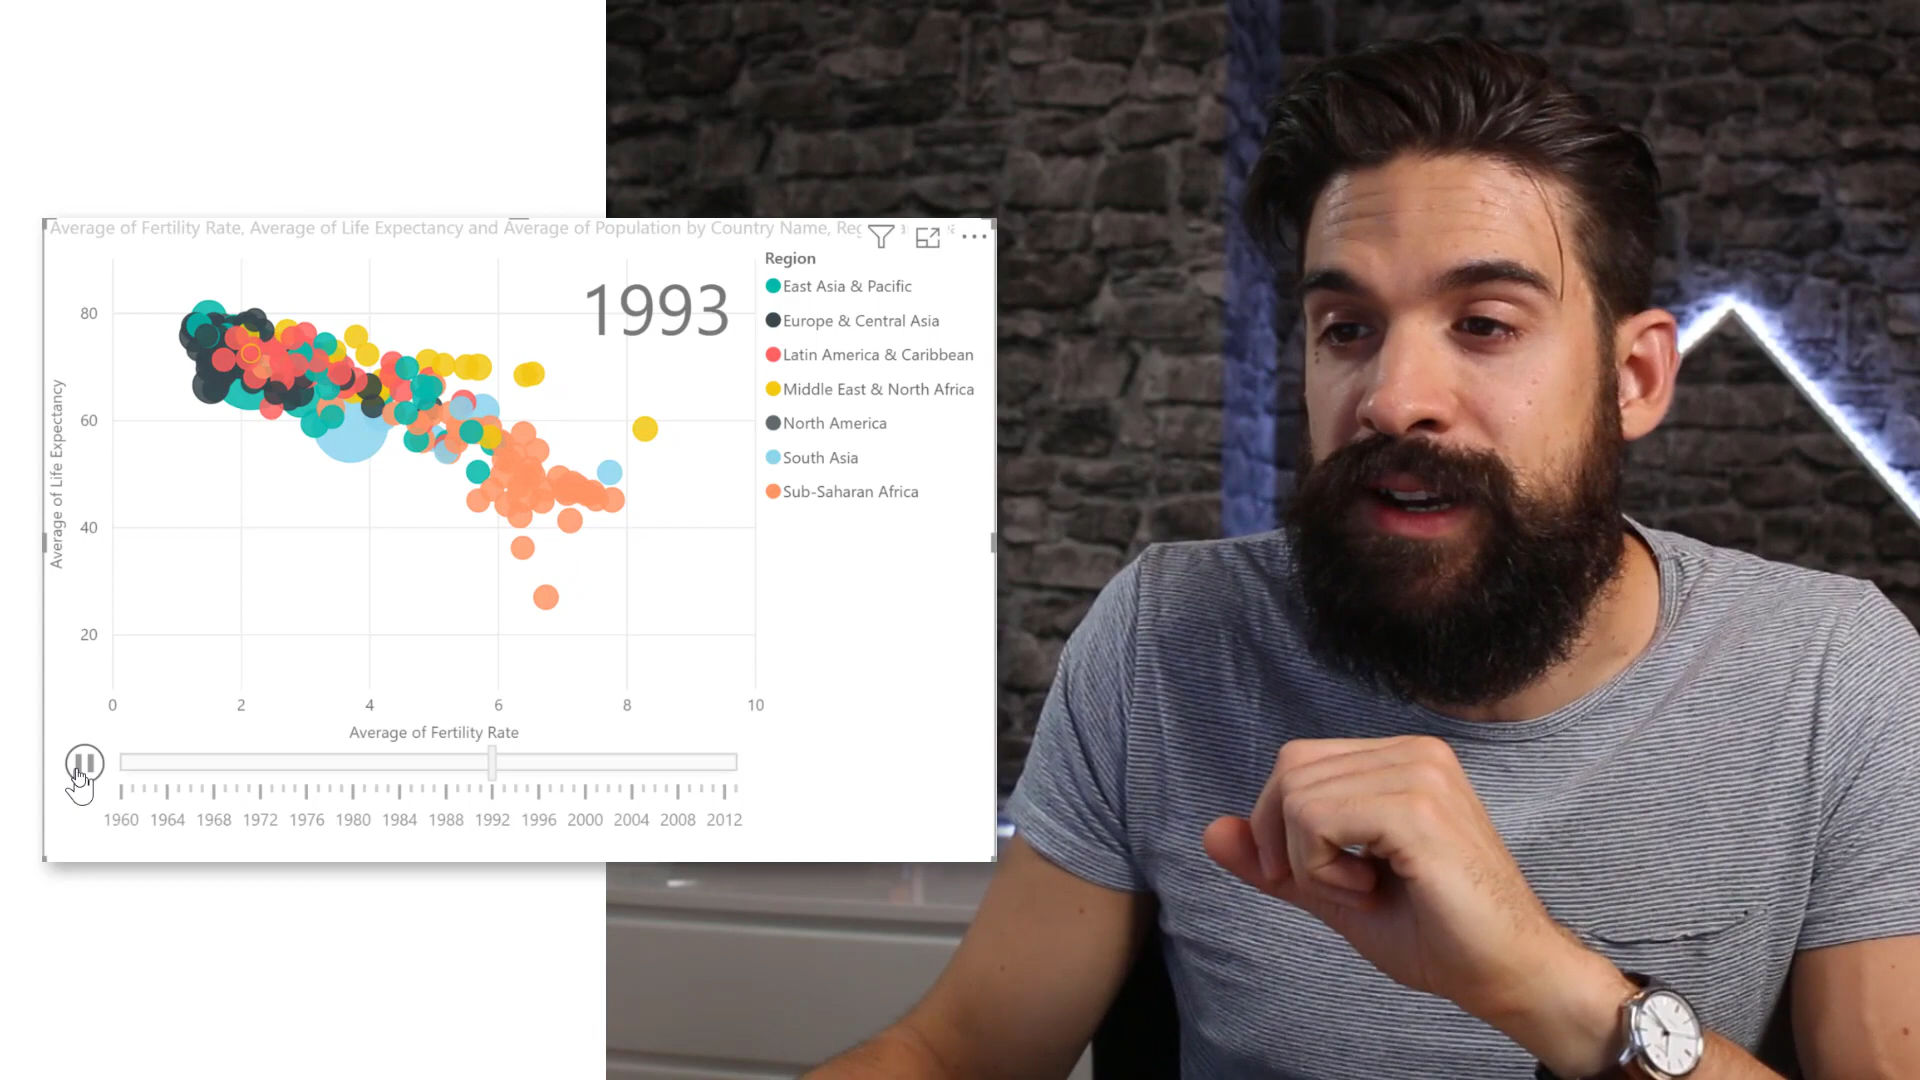 Average of Fertility Rate, Average of Life Expectancy and Average of Population by Country Name, Reg
Region
East Asia & Pacific
Europe & Central Asia
Latin America & Caribbean
Middle East & North Africa
North America
South Asia
Sub-Saharan Africa
1993
Average of Life Expectancy
80
60
40
20
0 2 4 6 8 10
Average of Fertility Rate
1960 1964 1968 1972 1976 1980 1984 1988 1992 1996 2000 2004 2008 2012